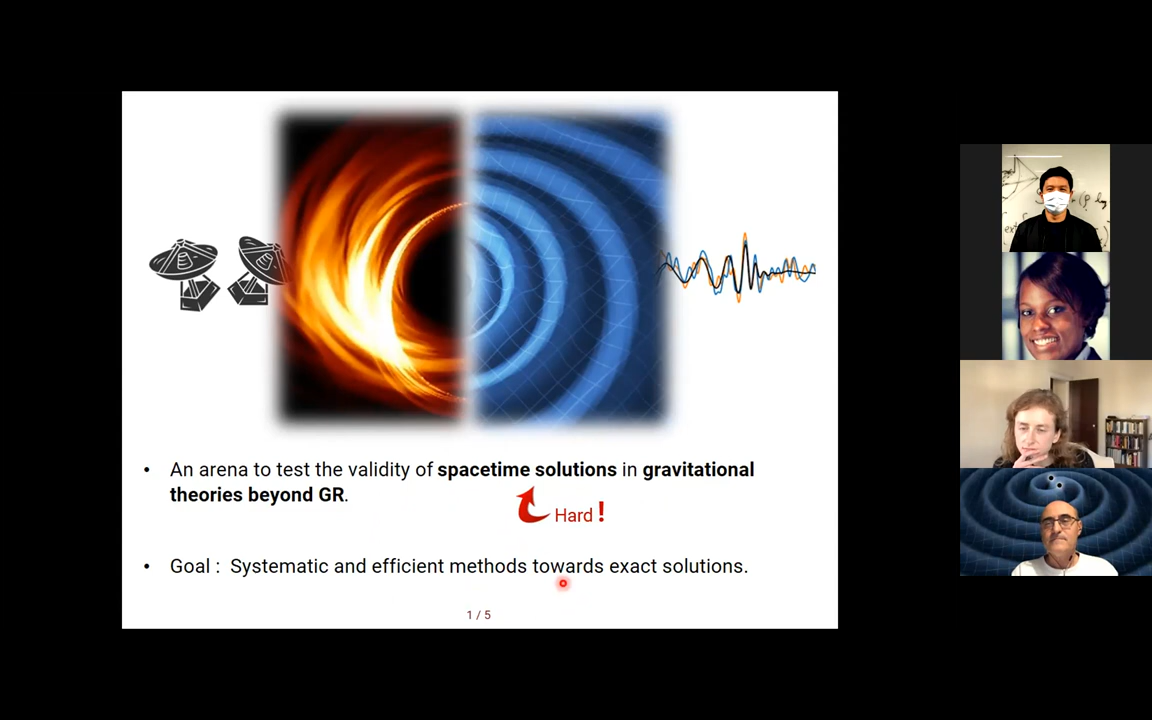 • An arena to test the validity of spacetime solutions in gravitational
theories beyond GR.
Hard !
• Goal : Systematic and efficient methods towards exact solutions.
1 / 5